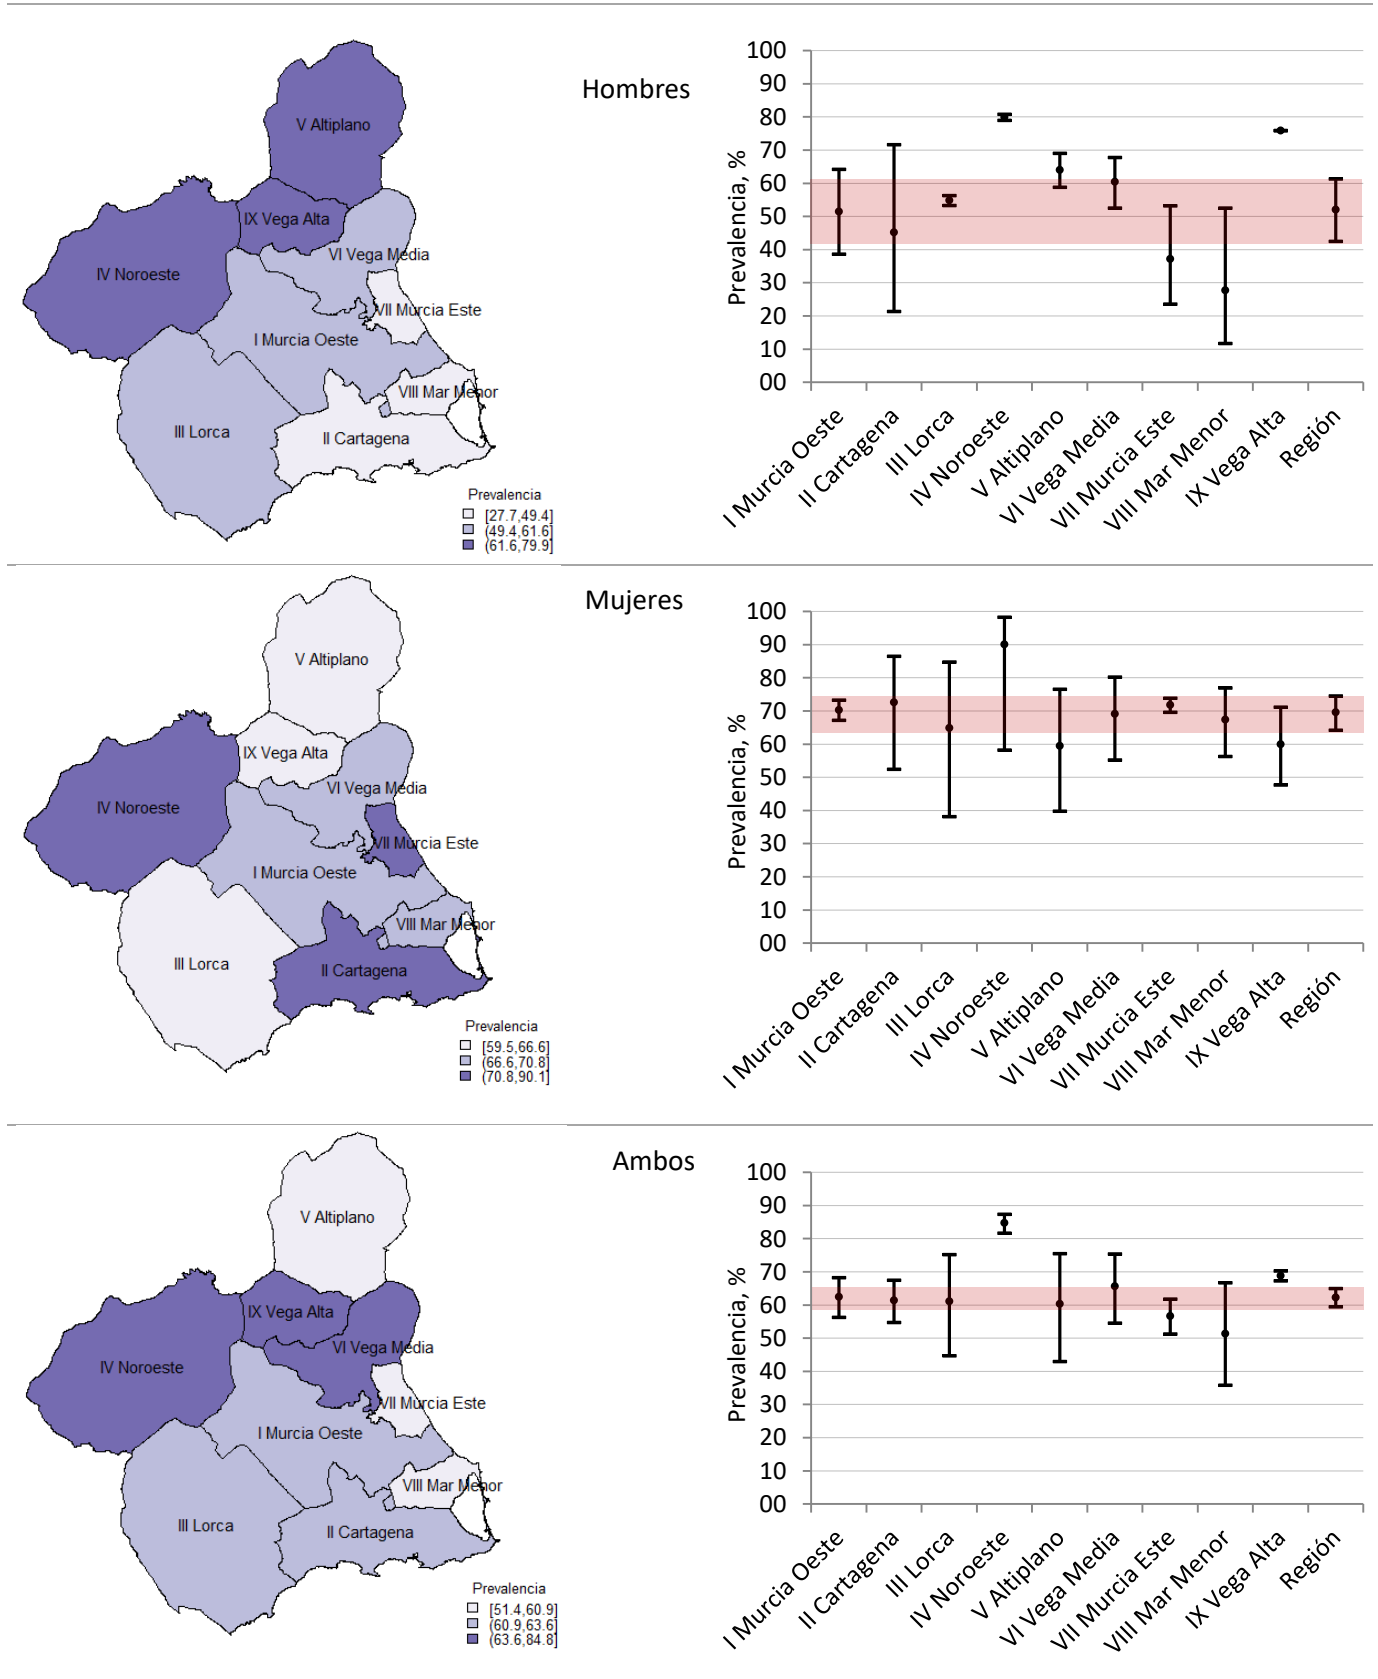 Hombres
V Altiplano
IX Vega Alta
VI Vega Media
IV Noroeste
VII Murcia Este
I Murcia Oeste
VIII Mar Menor
III Lorca
II Cartagena
Prevalencia
[27.7,49.4]
(49.4,61.6]
(61.6,79.9]
Prevalencia, %
100
90
80
70
60
50
40
30
20
10
00
I Murcia Oeste
II Cartagena
III Lorca
IV Noroeste
V Altiplano
VI Vega Media
VII Murcia Este
VIII Mar Menor
IX Vega Alta
Región
Mujeres
V Altiplano
IX Vega Alta
VI Vega Media
IV Noroeste
VII Murcia Este
I Murcia Oeste
VIII Mar Menor
III Lorca
II Cartagena
Prevalencia
[59.5,66.6]
(66.6,70.8]
(70.8,90.1]
Prevalencia, %
100
90
80
70
60
50
40
30
20
10
00
I Murcia Oeste
II Cartagena
III Lorca
IV Noroeste
V Altiplano
VI Vega Media
VII Murcia Este
VIII Mar Menor
IX Vega Alta
Región
Ambos
V Altiplano
IX Vega Alta
VI Vega Media
IV Noroeste
VII Murcia Este
I Murcia Oeste
VIII Mar Menor
III Lorca
II Cartagena
Prevalencia
[51.4,60.9]
(60.9,63.6]
(63.6,84.8]
Prevalencia, %
100
90
80
70
60
50
40
30
20
10
00
I Murcia Oeste
II Cartagena
III Lorca
IV Noroeste
V Altiplano
VI Vega Media
VII Murcia Este
VIII Mar Menor
IX Vega Alta
Región